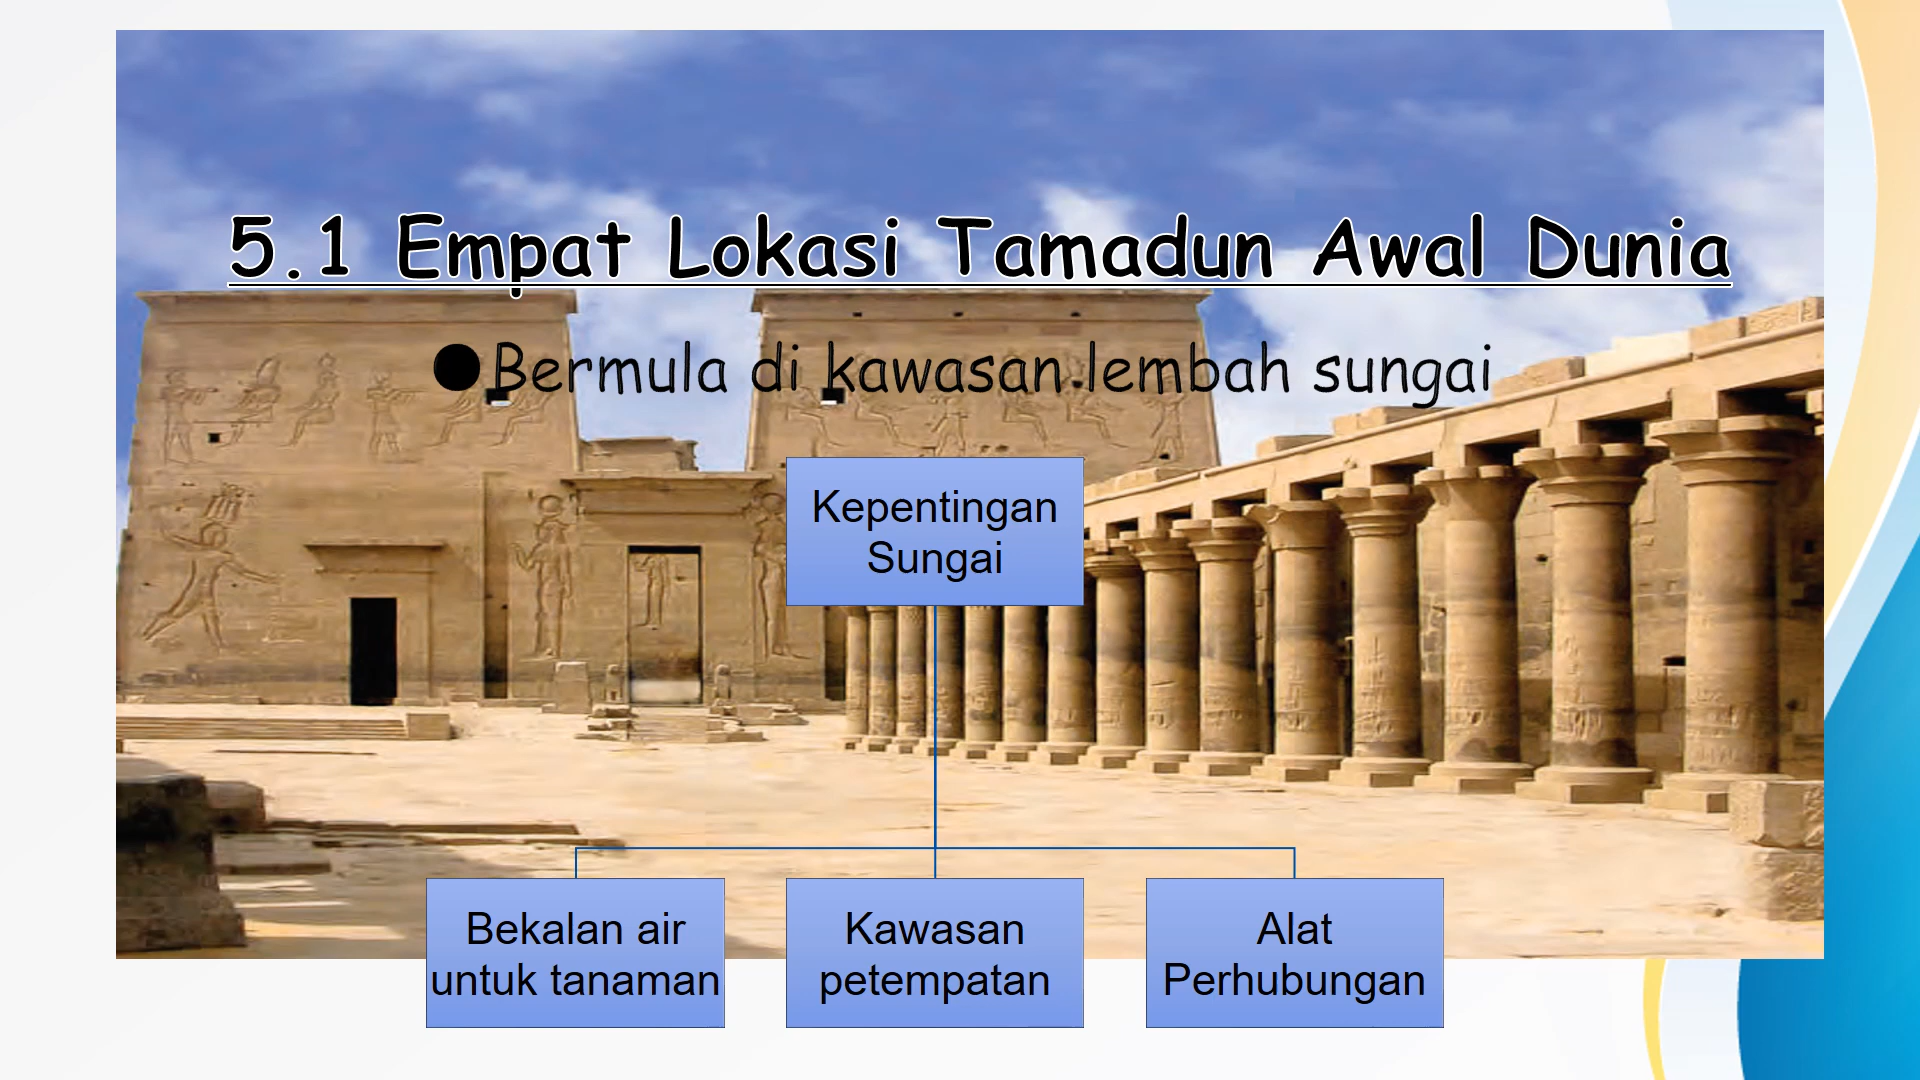 5.1 Empat Lokasi Tamadun Awal Dunia
●Bermula di kawasan lembah sungai
Kepentingan
Sungai
Bekalan air
untuk tanaman
Kawasan
petempatan
Alat
Perhubungan